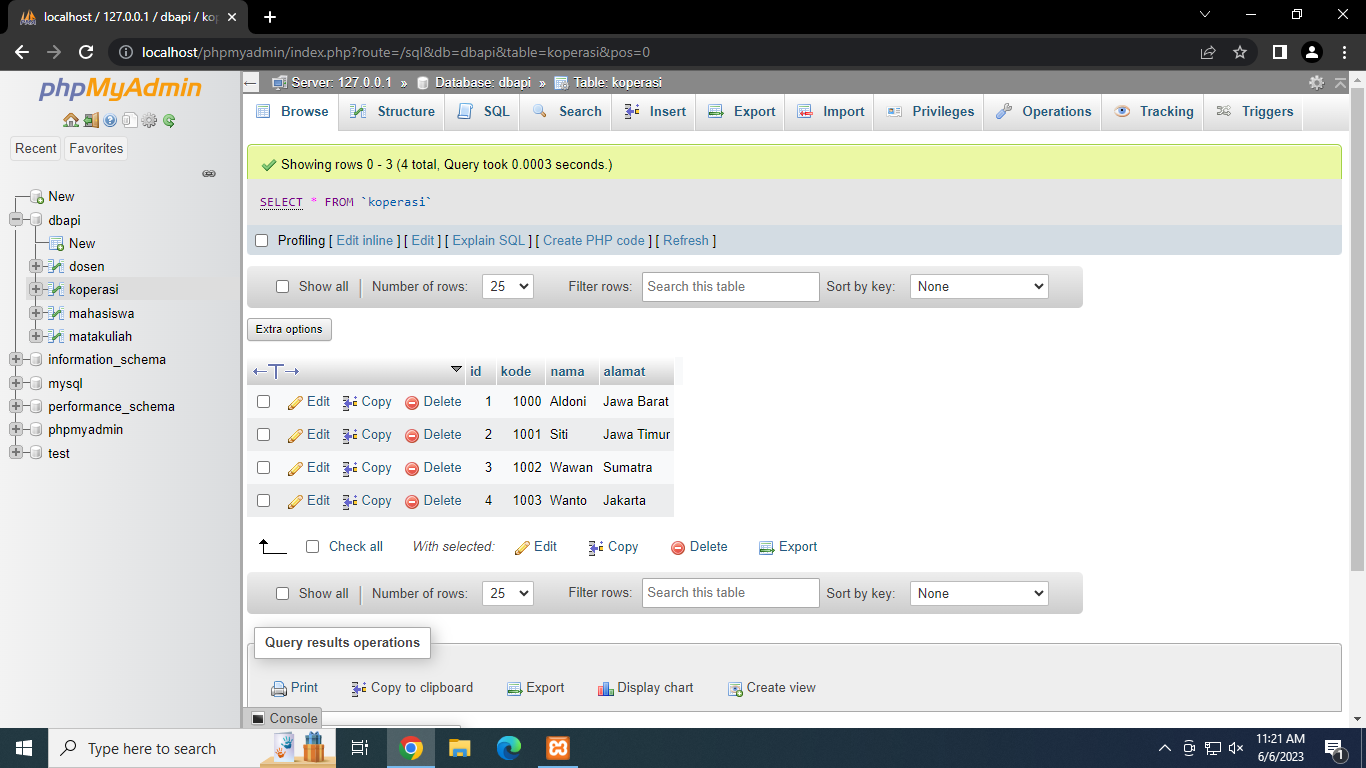 localhost / 127.0.0.1 / dbapi / kop
localhost/phpmyadmin/index.php?route=/sql&db=dbapi&table=koperasi&pos=0
phpMyAdmin
Recent Favorites
New
dbapi
New
dosen
koperasi
mahasiswa
matakuliah
information_schema
mysql
performance_schema
phpmyadmin
test
Server: 127.0.0.1 » Database: dbapi » Table: koperasi
Browse Structure SQL Search Insert Export Import Privileges Operations Tracking Triggers
Showing rows 0 - 3 (4 total, Query took 0.0003 seconds.)
SELECT * FROM `koperasi`
Profiling [ Edit inline ] [ Edit ] [ Explain SQL ] [ Create PHP code ] [ Refresh ]
Show all | Number of rows: 25 Filter rows: Search this table Sort by key: None
Extra options
←T→ id kode nama alamat
Edit Copy Delete 1 1000 Aldoni Jawa Barat
Edit Copy Delete 2 1001 Siti Jawa Timur
Edit Copy Delete 3 1002 Wawan Sumatra
Edit Copy Delete 4 1003 Wanto Jakarta
Check all With selected: Edit Copy Delete Export
Show all | Number of rows: 25 Filter rows: Search this table Sort by key: None
Query results operations
Print Copy to clipboard Export Display chart Create view
Console
Type here to search
11:21 AM
6/6/2023
1